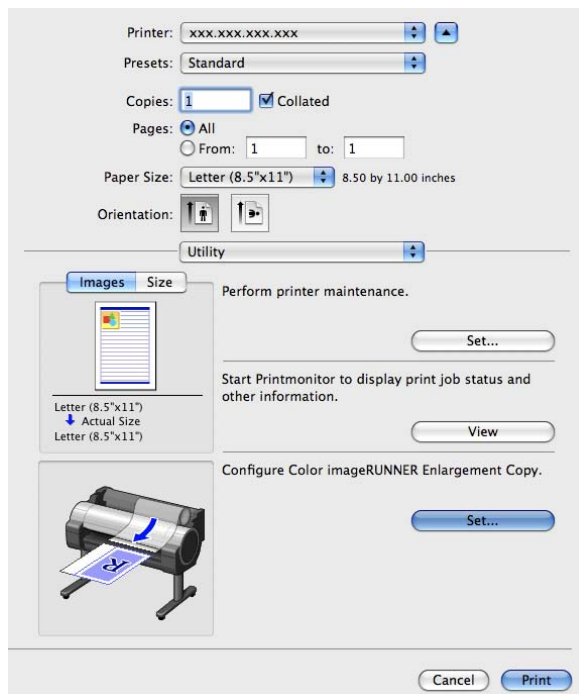 Printer: xxx.xxx.xxx.xxx
Presets: Standard
Copies: 1 Collated
Pages: All
From: 1 to: 1
Paper Size: Letter (8.5"x11") 8.50 by 11.00 inches
Orientation:
Utility
Images Size
Perform printer maintenance.
Set...
Start Printmonitor to display print job status and
other information.
View
Letter (8.5"x11")
Actual Size
Letter (8.5"x11")
Configure Color imageRUNNER Enlargement Copy.
Set...
R
Cancel Print